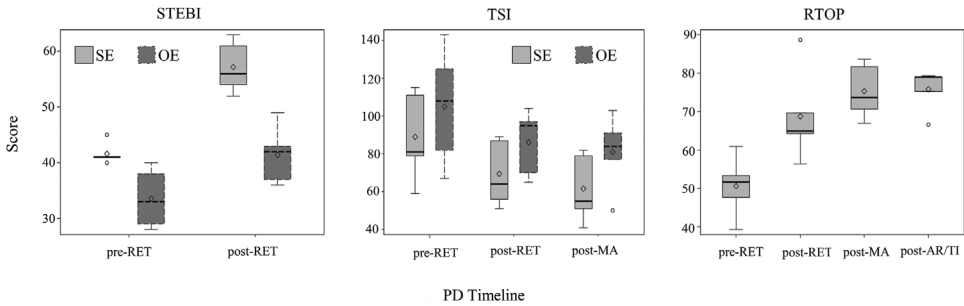 STEBI
TSI
RTOP
Score
60
50
40
30
SE
OE
pre-RET
post-RET
140
120
100
80
60
40
SE
OE
pre-RET
post-RET
post-MA
90
80
70
60
50
40
pre-RET
post-RET
post-MA
post-AR/TI
PD Timeline